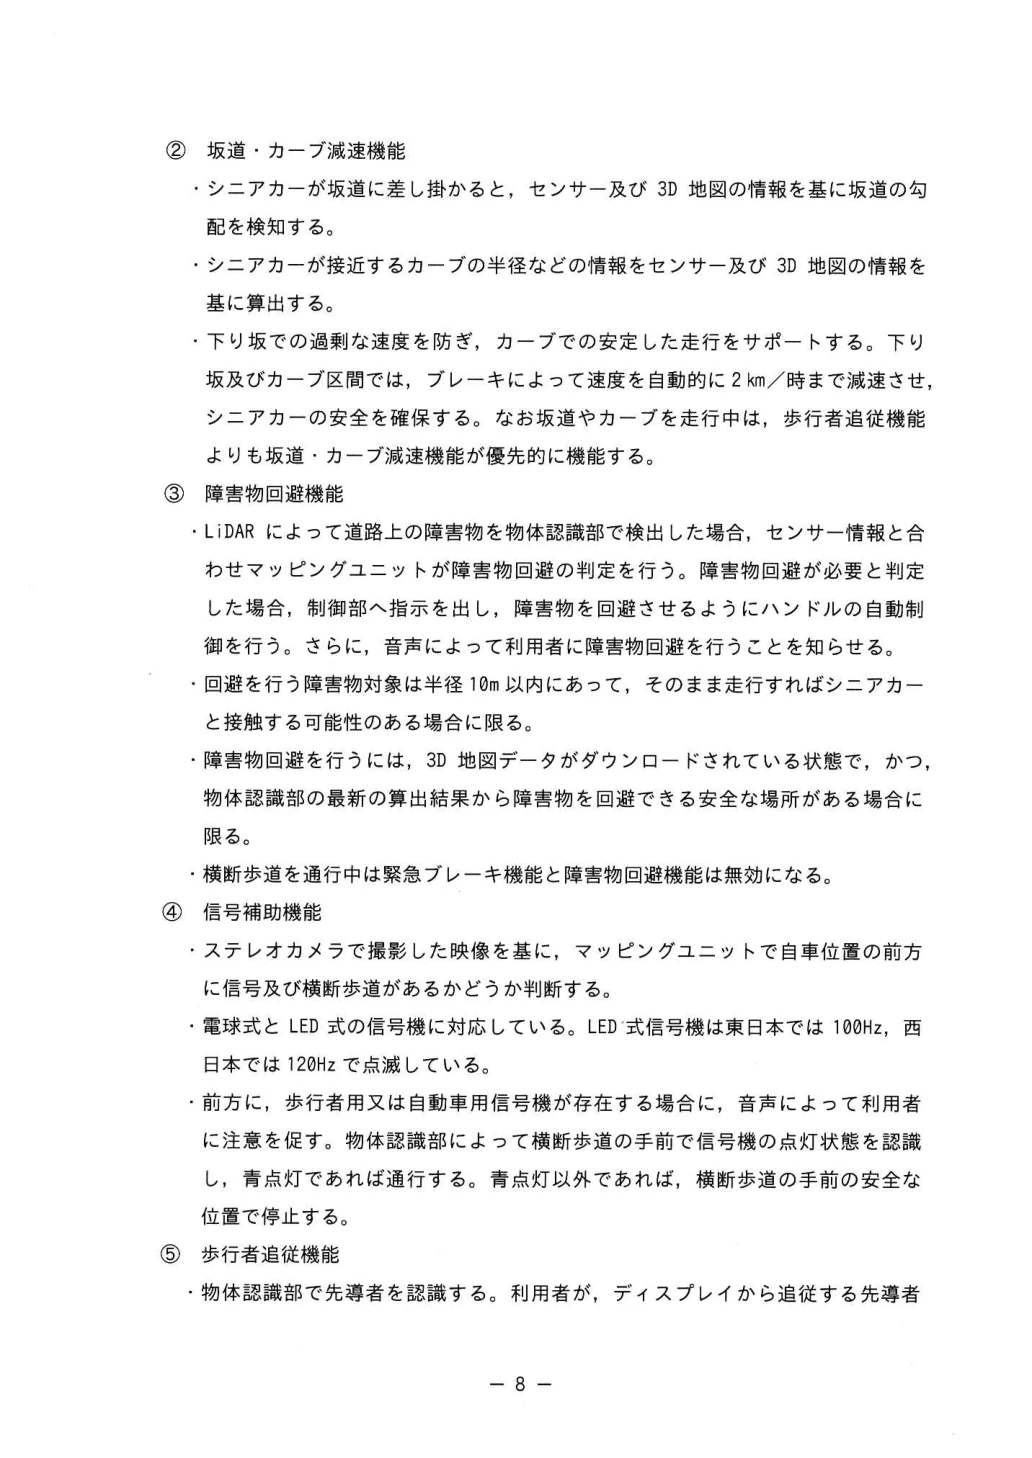 ② 坂道・カーブ減速機能
・シニアカーが坂道に差し掛かると，センサー及び 3D 地図の情報を基に坂道の勾
配を検知する。
・シニアカーが接近するカーブの半径などの情報をセンサー及び 3D 地図の情報を
基に算出する。
・下り坂での過剰な速度を防ぎ，カーブでの安定した走行をサポートする。下り
坂及びカーブ区間では，ブレーキによって速度を自動的に２km／時まで減速させ，
シニアカーの安全を確保する。なお坂道やカーブを走行中は，歩行者追従機能
よりも坂道・カーブ減速機能が優先的に機能する。
③ 障害物回避機能
・LiDAR によって道路上の障害物を物体認識部で検出した場合，センサー情報と合
わせマッピングユニットが障害物回避の判定を行う。障害物回避が必要と判定
した場合，制御部へ指示を出し，障害物を回避させるようにハンドルの自動制
御を行う。さらに，音声によって利用者に障害物回避を行うことを知らせる。
・回避を行う障害物対象は半径 10m 以内にあって，そのまま走行すればシニアカー
と接触する可能性のある場合に限る。
・障害物回避を行うには，3D 地図データがダウンロードされている状態で，かつ，
物体認識部の最新の算出結果から障害物を回避できる安全な場所がある場合に
限る。
・横断歩道を通行中は緊急ブレーキ機能と障害物回避機能は無効になる。
④ 信号補助機能
・ステレオカメラで撮影した映像を基に，マッピングユニットで自車位置の前方
に信号及び横断歩道があるかどうか判断する。
・電球式と LED 式の信号機に対応している。LED 式信号機は東日本では 100Hz，西
日本では 120Hz で点滅している。
・前方に，歩行者用又は自動車用信号機が存在する場合に，音声によって利用者
に注意を促す。物体認識部によって横断歩道の手前で信号機の点灯状態を認識
し，青点灯であれば通行する。青点灯以外であれば，横断歩道の手前の安全な
位置で停止する。
⑤ 歩行者追従機能
・物体認識部で先導者を認識する。利用者が，ディスプレイから追従する先導者
－ 8 －